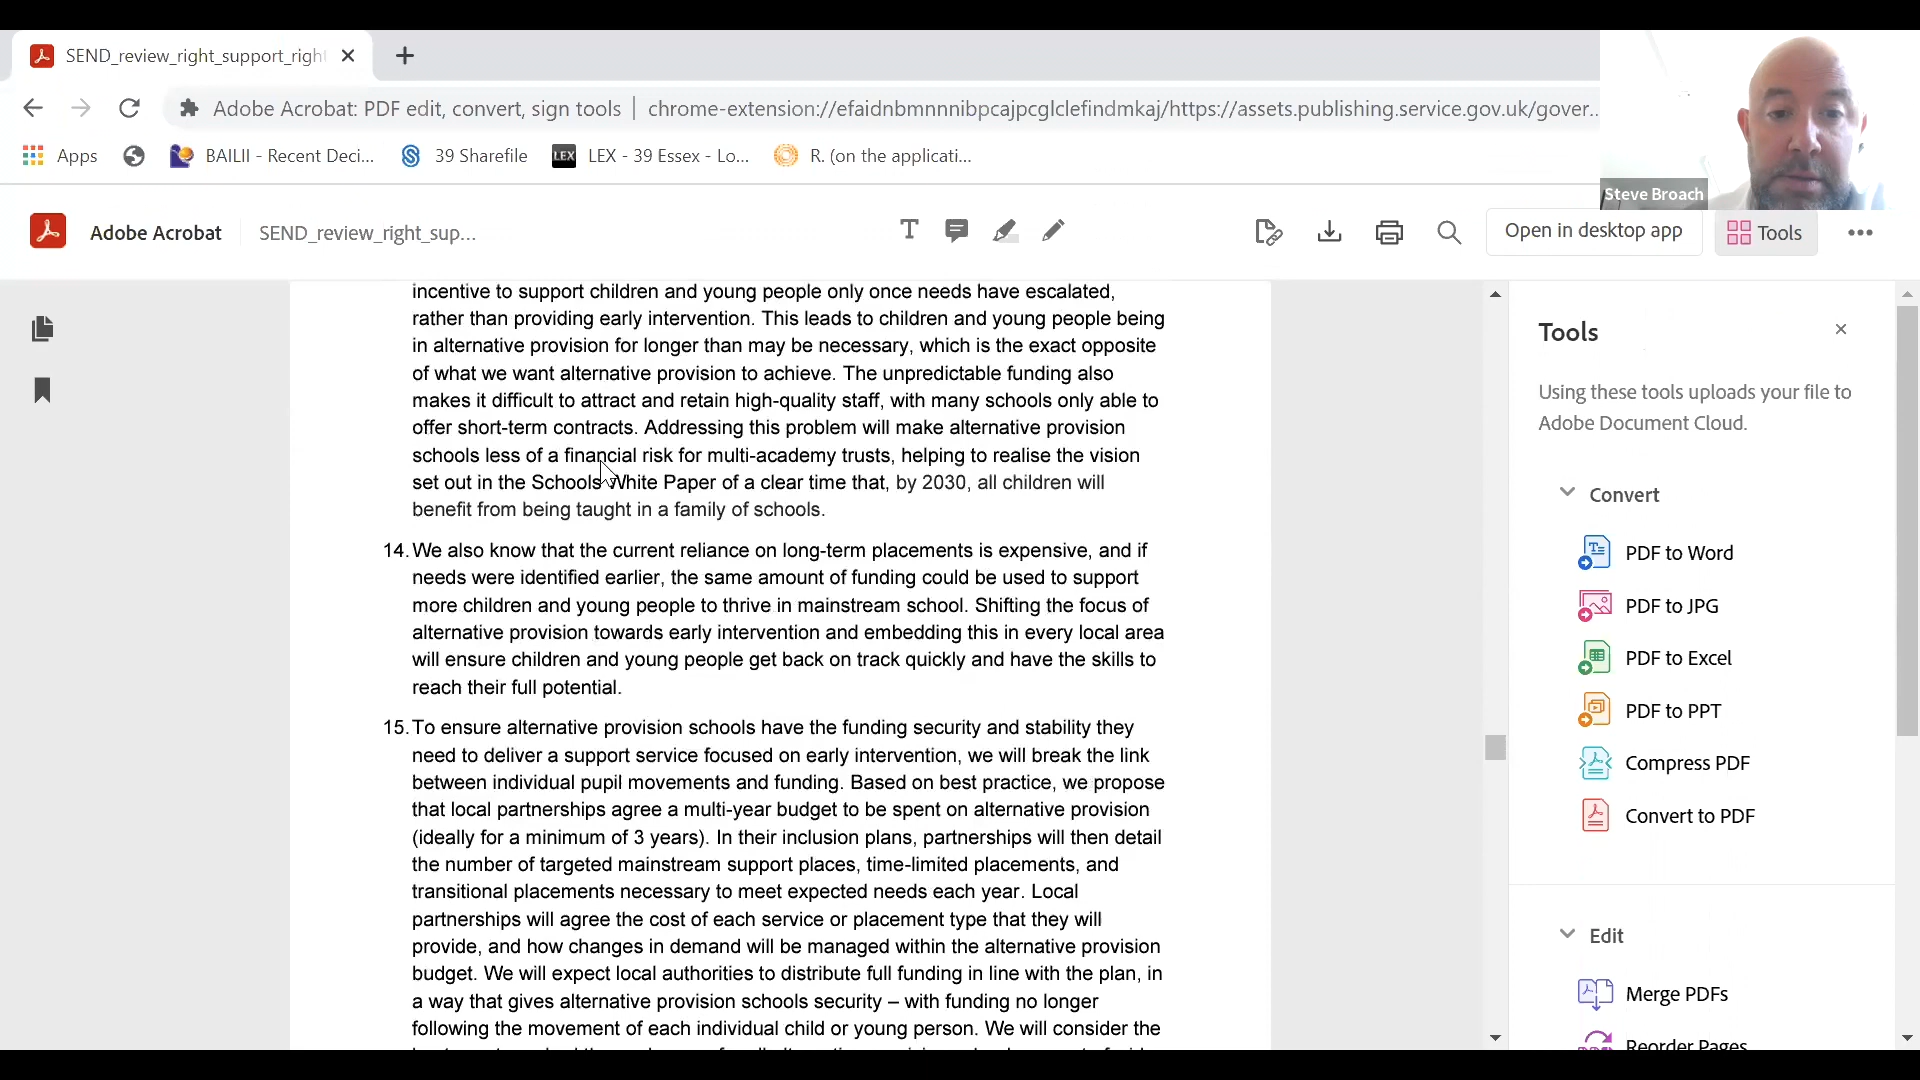 SEND_review_right_support_right
Adobe Acrobat: PDF edit, convert, sign tools | chrome-extension://efaidnbmnnnibpcajpcglclefindmkaj/https://assets.publishing.service.gov.uk/gover...
Apps BAILII - Recent Deci... 39 Sharefile LEX LEX - 39 Essex - Lo... R. (on the applicati...
Steve Broach
Adobe Acrobat SEND_review_right_sup... T Open in desktop app Tools
incentive to support children and young people only once needs have escalated,
rather than providing early intervention. This leads to children and young people being
in alternative provision for longer than may be necessary, which is the exact opposite
of what we want alternative provision to achieve. The unpredictable funding also
makes it difficult to attract and retain high-quality staff, with many schools only able to
offer short-term contracts. Addressing this problem will make alternative provision
schools less of a financial risk for multi-academy trusts, helping to realise the vision
set out in the Schools White Paper of a clear time that, by 2030, all children will
benefit from being taught in a family of schools.
14. We also know that the current reliance on long-term placements is expensive, and if
needs were identified earlier, the same amount of funding could be used to support
more children and young people to thrive in mainstream school. Shifting the focus of
alternative provision towards early intervention and embedding this in every local area
will ensure children and young people get back on track quickly and have the skills to
reach their full potential.
15. To ensure alternative provision schools have the funding security and stability they
need to deliver a support service focused on early intervention, we will break the link
between individual pupil movements and funding. Based on best practice, we propose
that local partnerships agree a multi-year budget to be spent on alternative provision
(ideally for a minimum of 3 years). In their inclusion plans, partnerships will then detail
the number of targeted mainstream support places, time-limited placements, and
transitional placements necessary to meet expected needs each year. Local
partnerships will agree the cost of each service or placement type that they will
provide, and how changes in demand will be managed within the alternative provision
budget. We will expect local authorities to distribute full funding in line with the plan, in
a way that gives alternative provision schools security – with funding no longer
following the movement of each individual child or young person. We will consider the
Tools
Using these tools uploads your file to
Adobe Document Cloud.
Convert
PDF to Word
PDF to JPG
PDF to Excel
PDF to PPT
Compress PDF
Convert to PDF
Edit
Merge PDFs
Reorder Pages